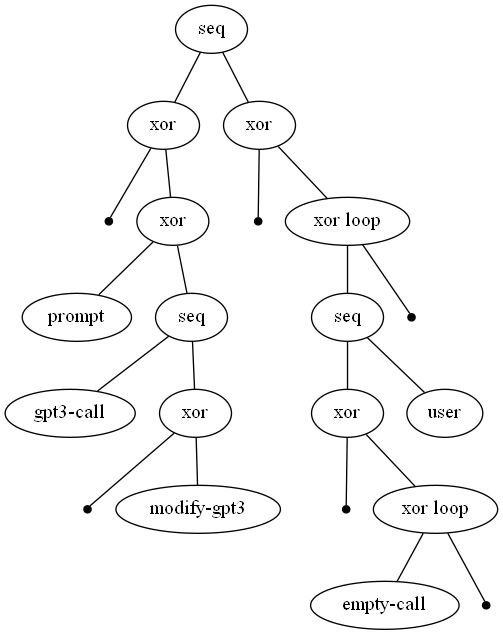 seq
xor
xor
xor
xor loop
prompt
seq
seq
gpt3-call
xor
xor
user
modify-gpt3
xor loop
empty-call